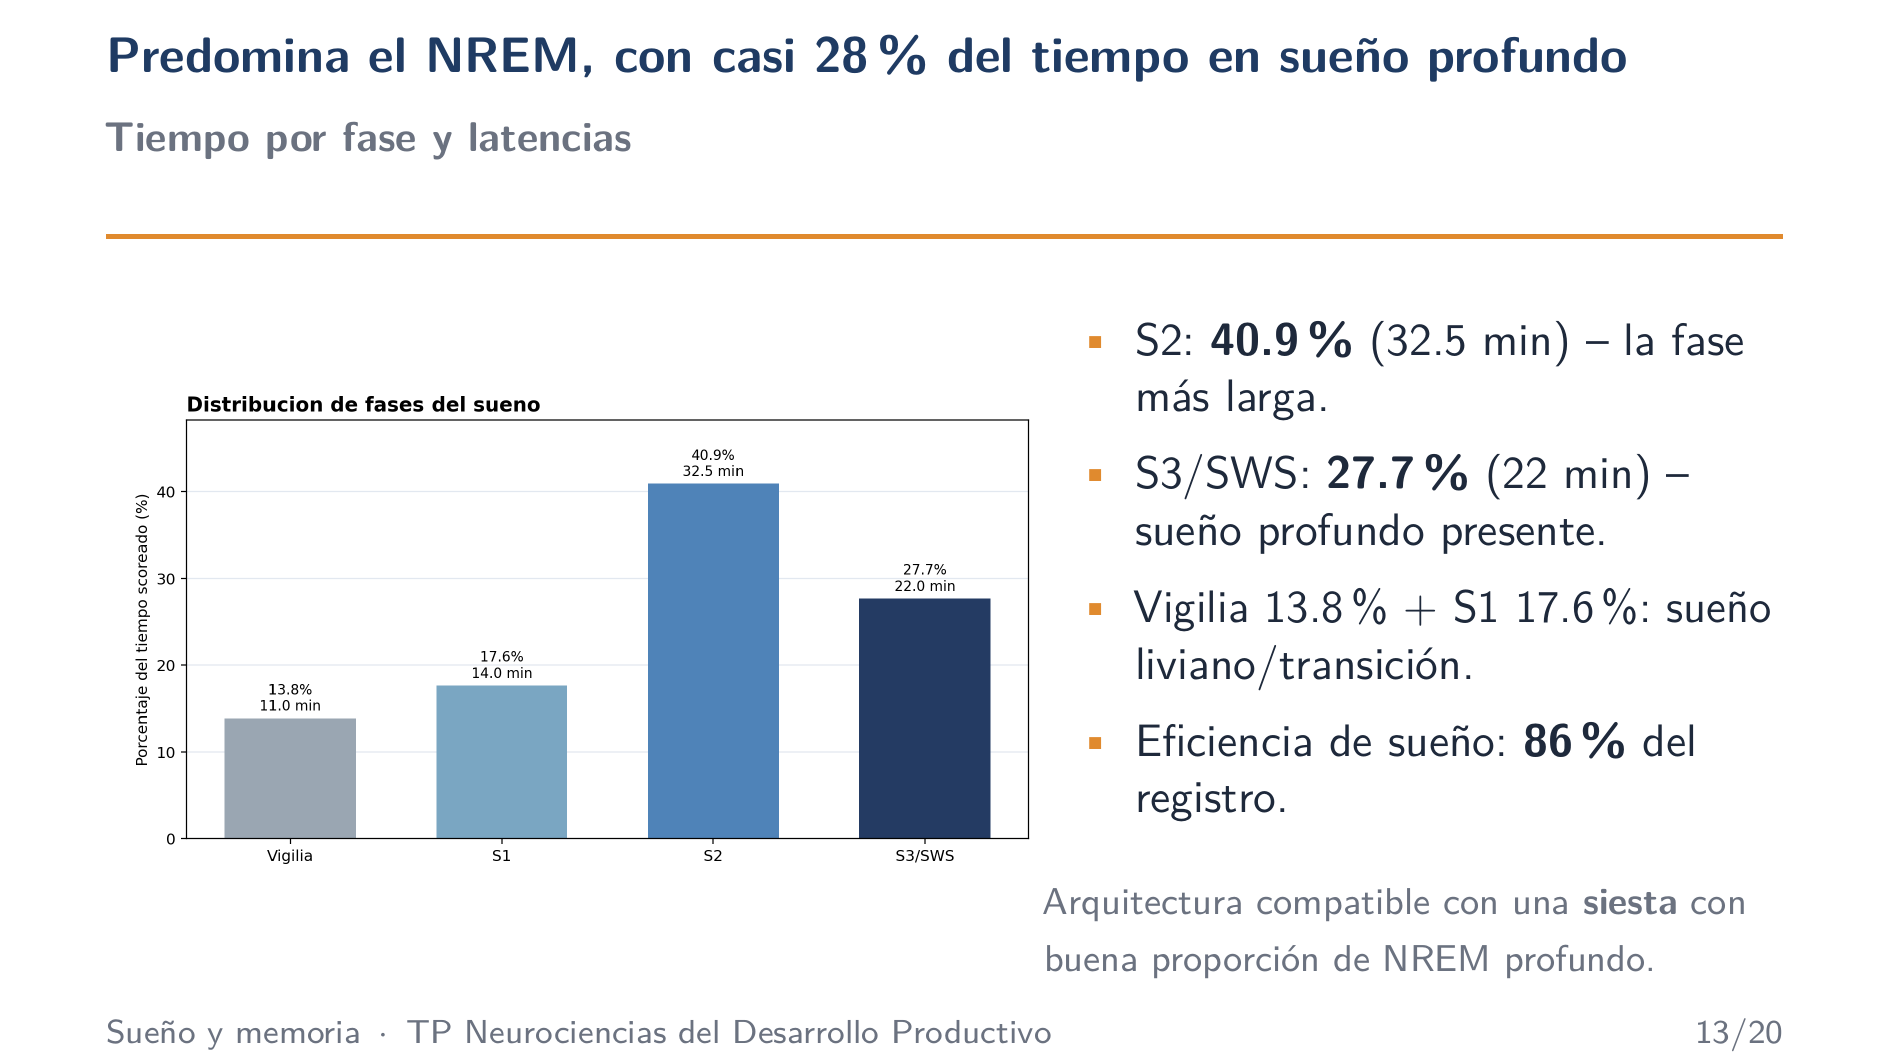 Predomina el NREM, con casi 28 % del tiempo en sueño profundo
Tiempo por fase y latencias
Distribucion de fases del sueno
Porcentaje del tiempo scoreado (%)
40
30
20
10
0
13.8%
11.0 min
17.6%
14.0 min
40.9%
32.5 min
27.7%
22.0 min
Vigilia
S1
S2
S3/SWS
S2: 40.9 % (32.5 min) – la fase
más larga.
S3/SWS: 27.7 % (22 min) –
sueño profundo presente.
Vigilia 13.8 % + S1 17.6 %: sueño
liviano/transición.
Eficiencia de sueño: 86 % del
registro.
Arquitectura compatible con una siesta con
buena proporción de NREM profundo.
Sueño y memoria · TP Neurociencias del Desarrollo Productivo
13/20